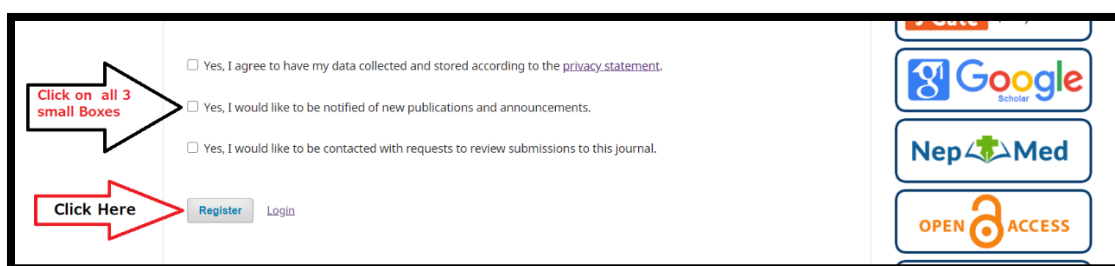 Yes, I agree to have my data collected and stored according to the privacy statement.
Click on all 3
small Boxes
Yes, I would like to be notified of new publications and announcements.
Yes, I would like to be contacted with requests to review submissions to this journal.
Click Here
Register Login
Google
Scholar
Nep Med
OPEN ACCESS